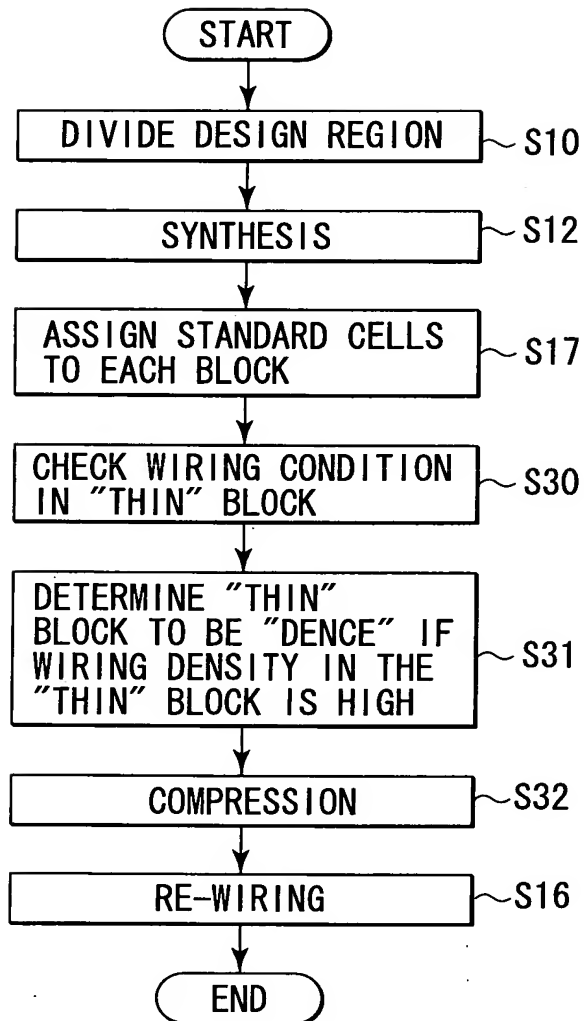 START
DIVIDE DESIGN REGION
S10
SYNTHESIS
S12
ASSIGN STANDARD CELLS
TO EACH BLOCK
S17
CHECK WIRING CONDITION
IN "THIN" BLOCK
S30
DETERMINE "THIN"
BLOCK TO BE "DENCE" IF
WIRING DENSITY IN THE
"THIN" BLOCK IS HIGH
S31
COMPRESSION
S32
RE-WIRING
S16
END